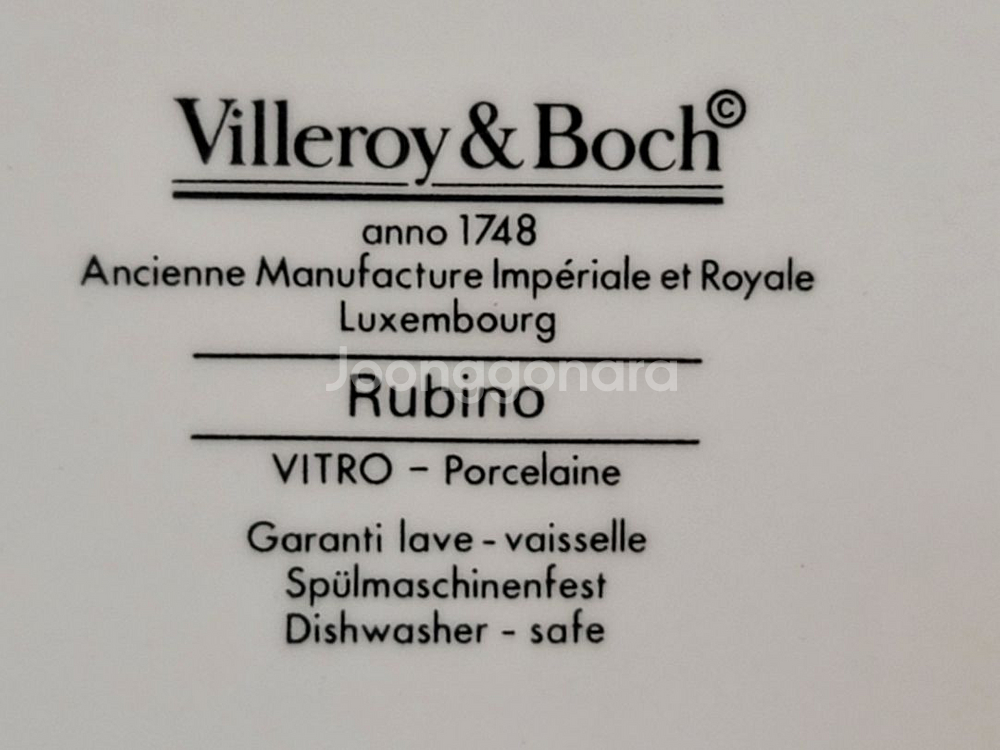 Villeroy & Boch©
anno 1748
Ancienne Manufacture Impériale et Royale
Luxembourg
Joonggonara
Rubino
VITRO – Porcelaine
Garanti lave - vaisselle
Spülmaschinenfest
Dishwasher - safe